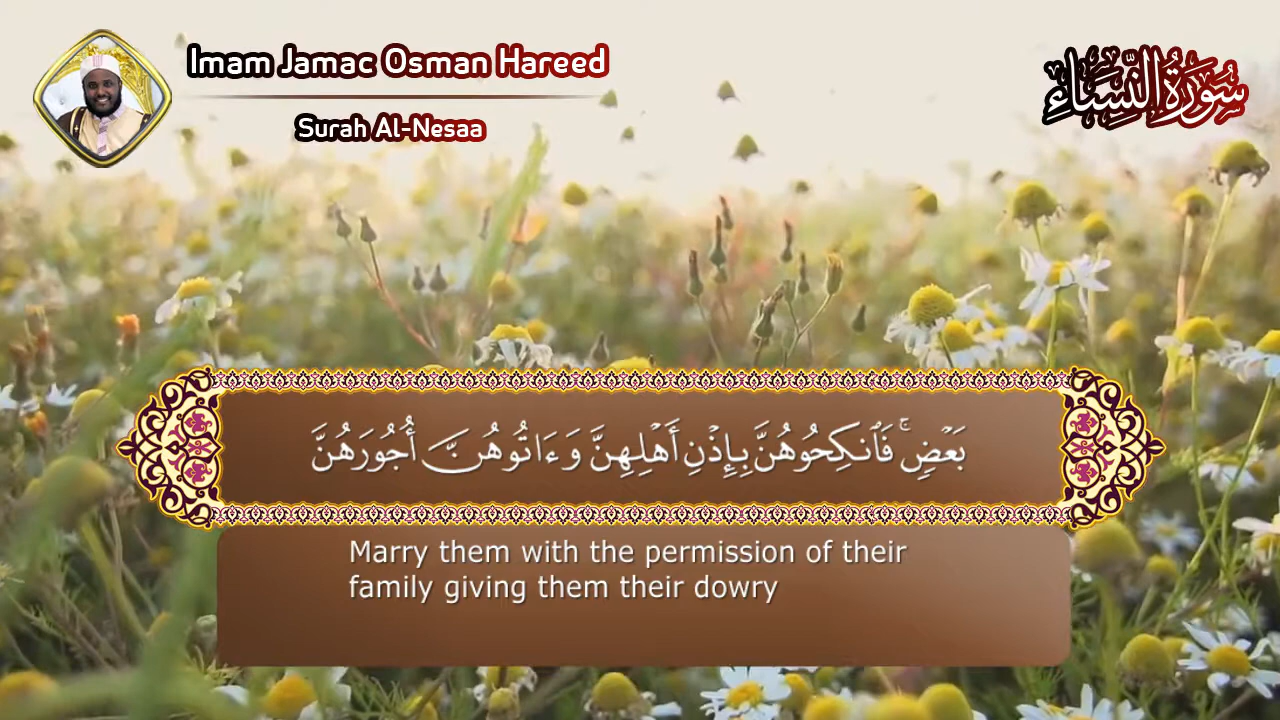 Imam Jamac Osman Hareed
Surah Al-Nesaa
سُورَةُ النِّسَاءِ
بَعْضٍ ۚ فَٱنكِحُوهُنَّ بِإِذْنِ أَهْلِهِنَّ وَءَاتُوهُنَّ أُجُورَهُنَّ
Marry them with the permission of their
family giving them their dowry